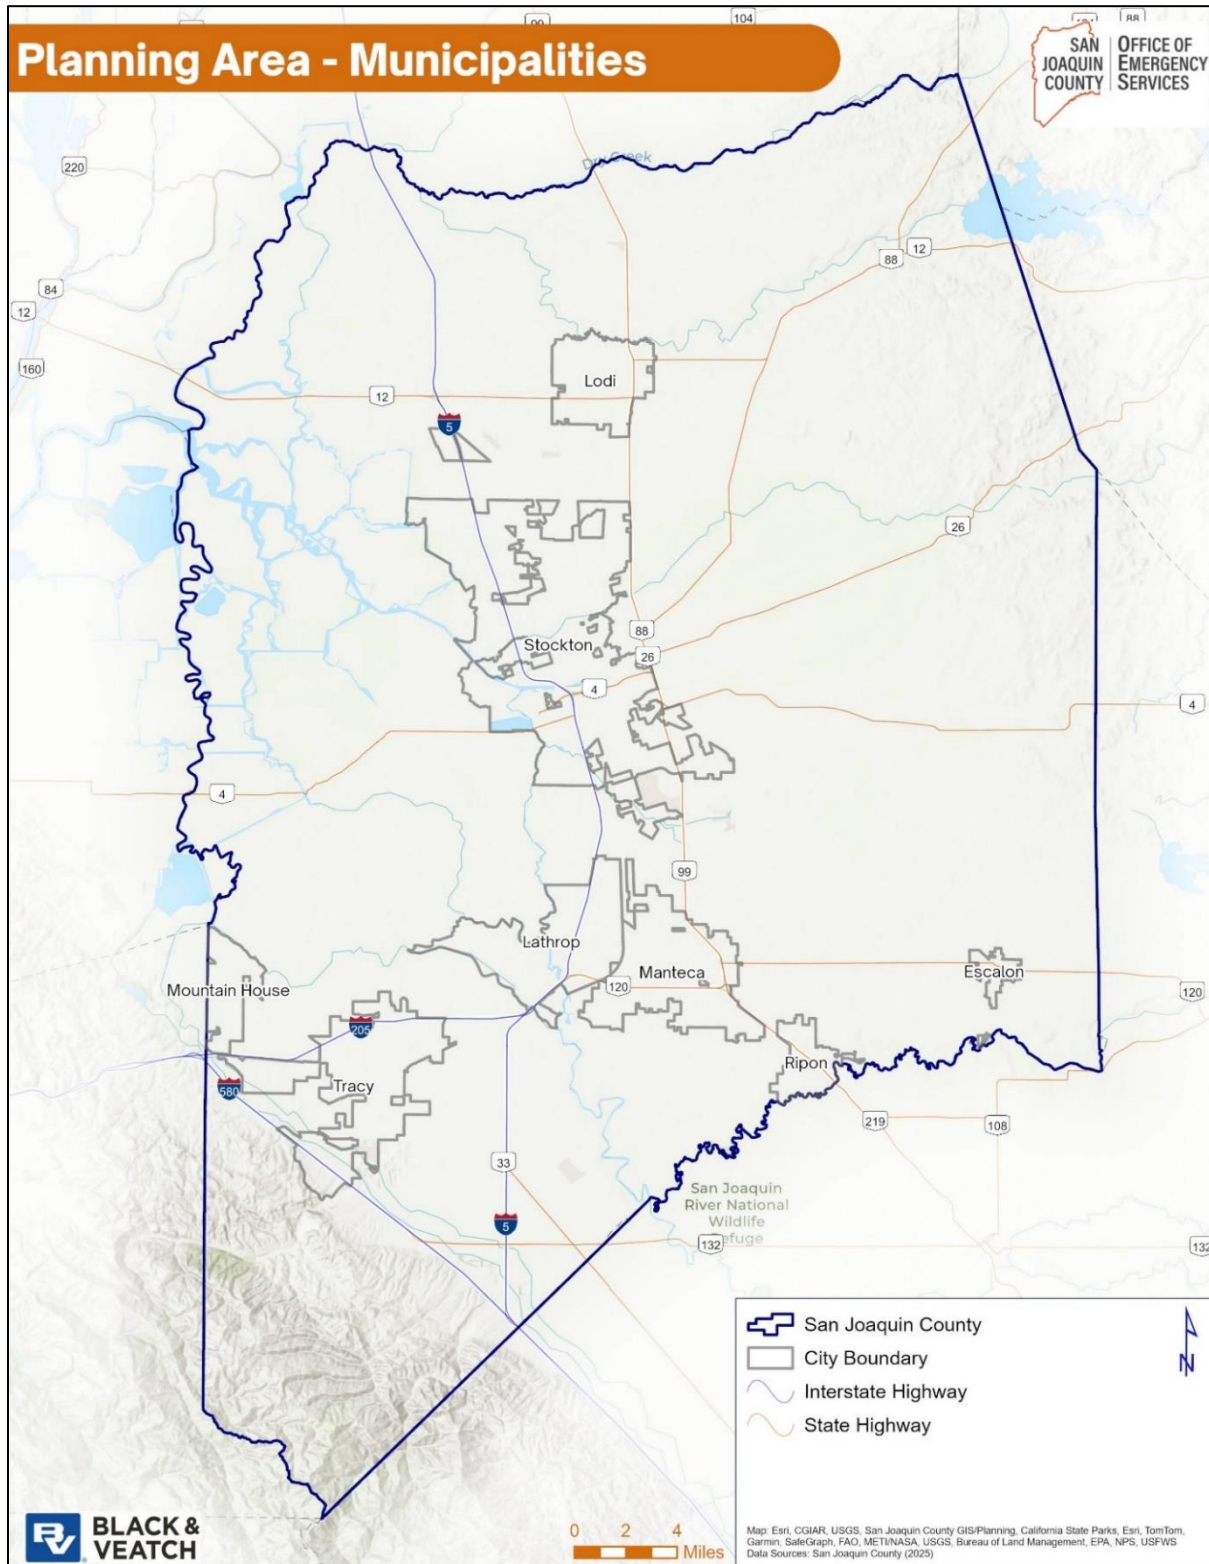 99
104
88
Planning Area - Municipalities
SAN
JOAQUIN
COUNTY
OFFICE OF
EMERGENCY
SERVICES
220
Creek
88
12
84
12
160
12
Lodi
5
26
Stockton
88
26
4
4
4
99
Lathrop
Manteca
Escalon
Mountain House
120
120
205
Ripon
580
Tracy
219
108
33
San Joaquin
River National
Wildlife
5
132
132
San Joaquin County
City Boundary
Interstate Highway
State Highway
N
BLACK &
VEATCH
BV
0 2 4
Miles
Map: Esri, CGIAR, USGS, San Joaquin County GIS/Planning, California State Parks, Esri, TomTom,
Garmin, SafeGraph, FAO, METI/NASA, USGS, Bureau of Land Management, EPA, NPS, USFWS
Data Sources: San Joaquin County (2025)